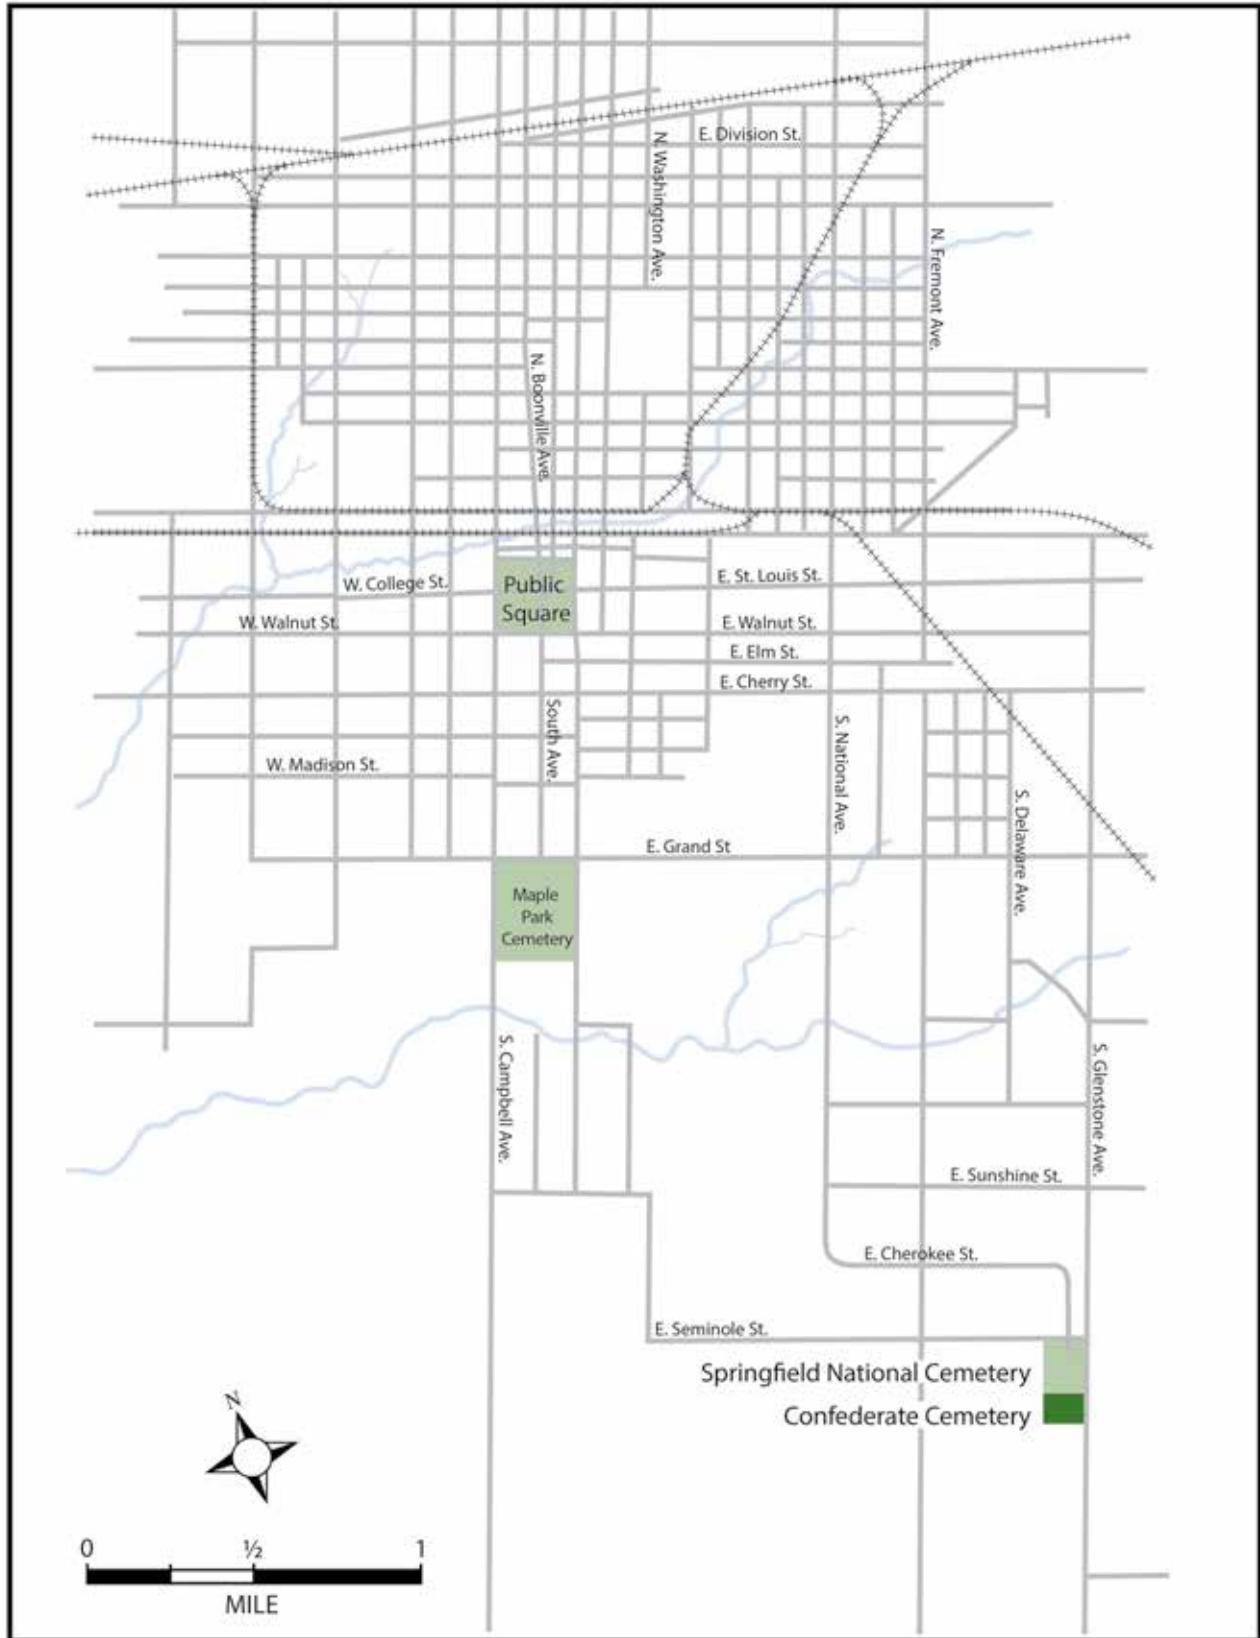 E. Division St.
N. Washington Ave.
N. Fremont Ave.
N. Boonville Ave.
W. College St.
Public
Square
E. St. Louis St.
W. Walnut St.
E. Walnut St.
E. Elm St.
E. Cherry St.
South Ave.
S. National Ave.
W. Madison St.
S. Delaware Ave.
E. Grand St
Maple
Park
Cemetery
S. Campbell Ave.
S. Glenstone Ave.
E. Sunshine St.
E. Cherokee St.
E. Seminole St.
Springfield National Cemetery
Confederate Cemetery
N
0 ½ 1
MILE